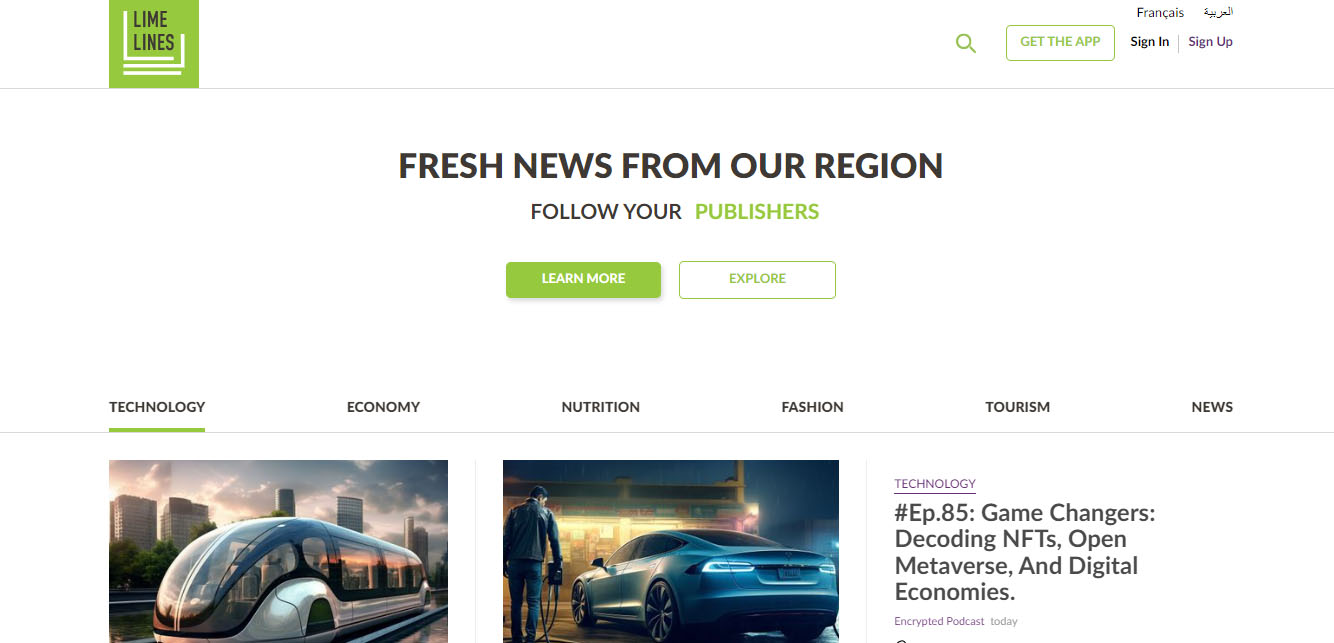 LIME
LINES
Français العربية
GET THE APP Sign In Sign Up
FRESH NEWS FROM OUR REGION
FOLLOW YOUR PUBLISHERS
LEARN MORE EXPLORE
TECHNOLOGY ECONOMY NUTRITION FASHION TOURISM NEWS
TECHNOLOGY
#Ep.85: Game Changers:
Decoding NFTs, Open
Metaverse, And Digital
Economies.
Encrypted Podcast today